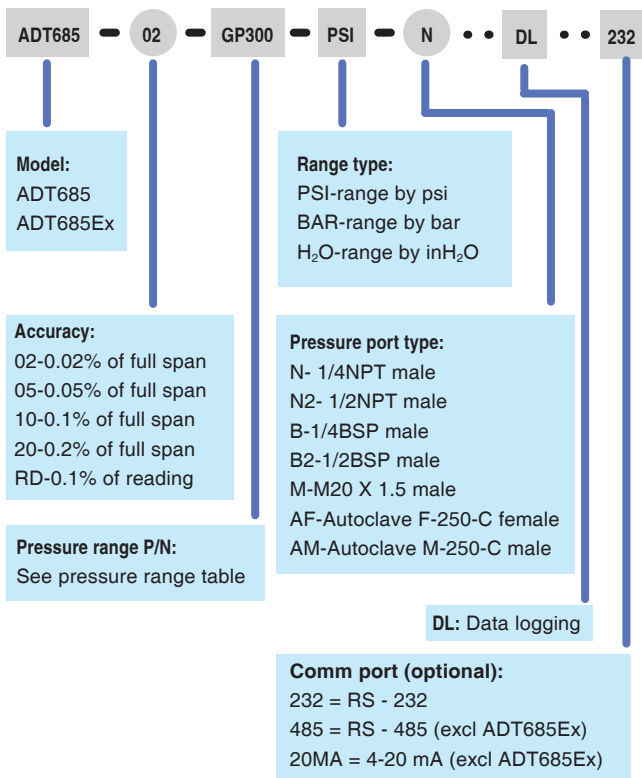 ADT685 - 02 - GP300 - PSI - N · · DL · · 232
Model:
ADT685
ADT685Ex
Range type:
PSI-range by psi
BAR-range by bar
H₂O-range by inH₂O
Accuracy:
02-0.02% of full span
05-0.05% of full span
10-0.1% of full span
20-0.2% of full span
RD-0.1% of reading
Pressure port type:
N- 1/4NPT male
N2- 1/2NPT male
B-1/4BSP male
B2-1/2BSP male
M-M20 X 1.5 male
AF-Autoclave F-250-C female
AM-Autoclave M-250-C male
Pressure range P/N:
See pressure range table
DL: Data logging
Comm port (optional):
232 = RS - 232
485 = RS - 485 (excl ADT685Ex)
20MA = 4-20 mA (excl ADT685Ex)